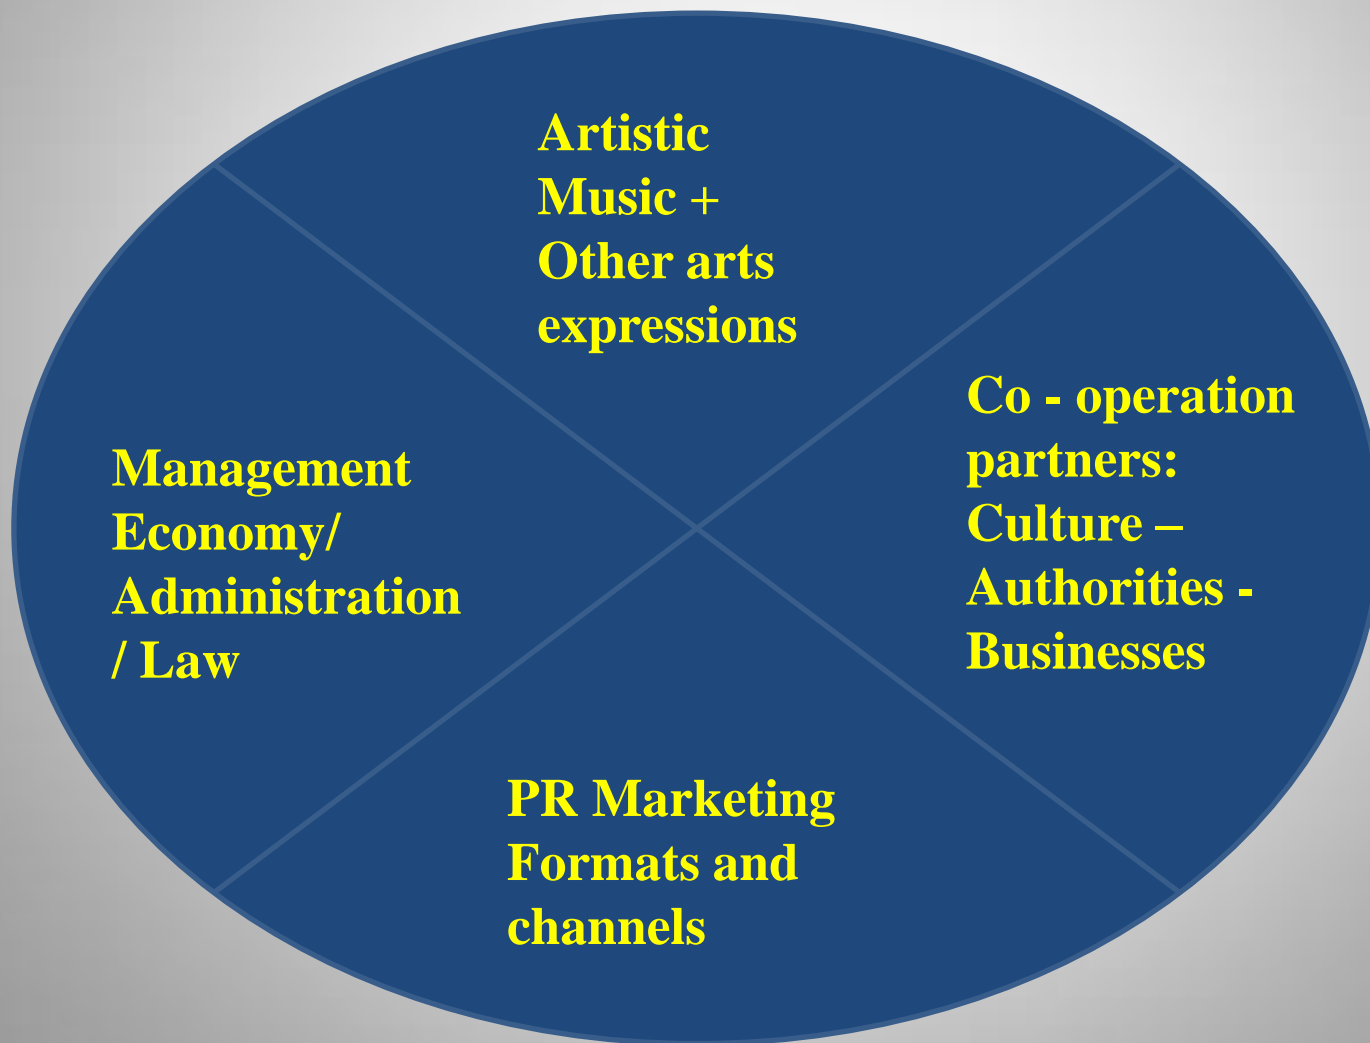 Artistic
Music +
Other arts
expressions
Co - operation
partners:
Culture –
Authorities -
Businesses
Management
Economy/
Administration
/ Law
PR Marketing
Formats and
channels